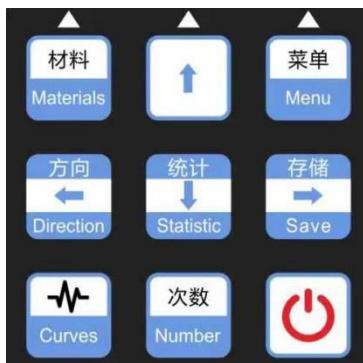 材料
Materials
菜单
Menu
方向
Direction
统计
Statistic
存储
Save
Curves
次数
Number